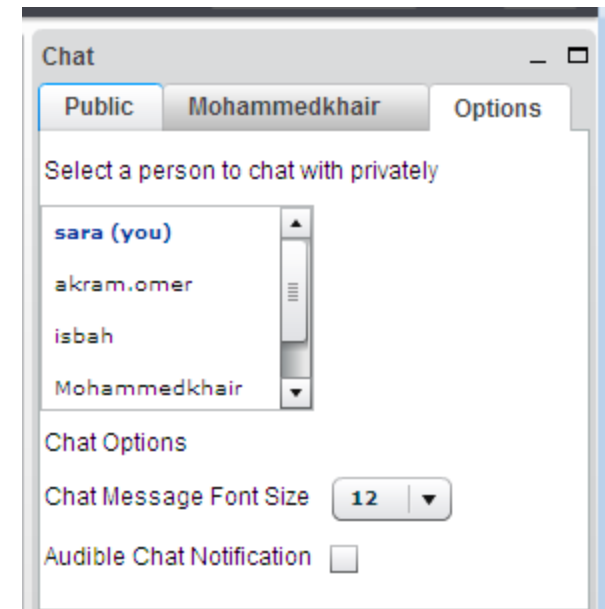 Chat
Public Mohammedkhair Options
Select a person to chat with privately
sara (you)
akram.omer
isbah
Mohammedkhair
Chat Options
Chat Message Font Size 12
Audible Chat Notification